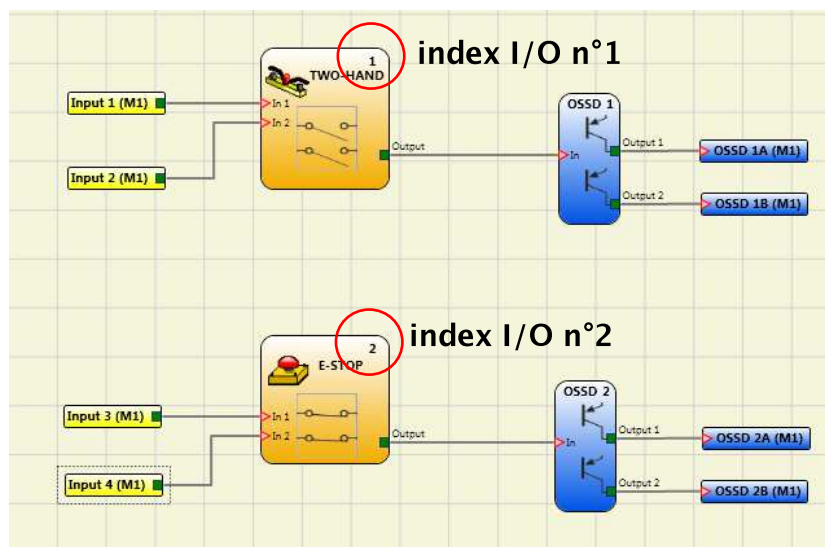 1
index I/O n°1
TWO-HAND
Input 1 (M1)
In 1
In 2
Output
Input 2 (M1)
OSSD 1
In
Output 1
OSSD 1A (M1)
Output 2
OSSD 1B (M1)
2
index I/O n°2
E-STOP
Input 3 (M1)
In 1
In 2
Output
Input 4 (M1)
OSSD 2
In
Output 1
OSSD 2A (M1)
Output 2
OSSD 2B (M1)